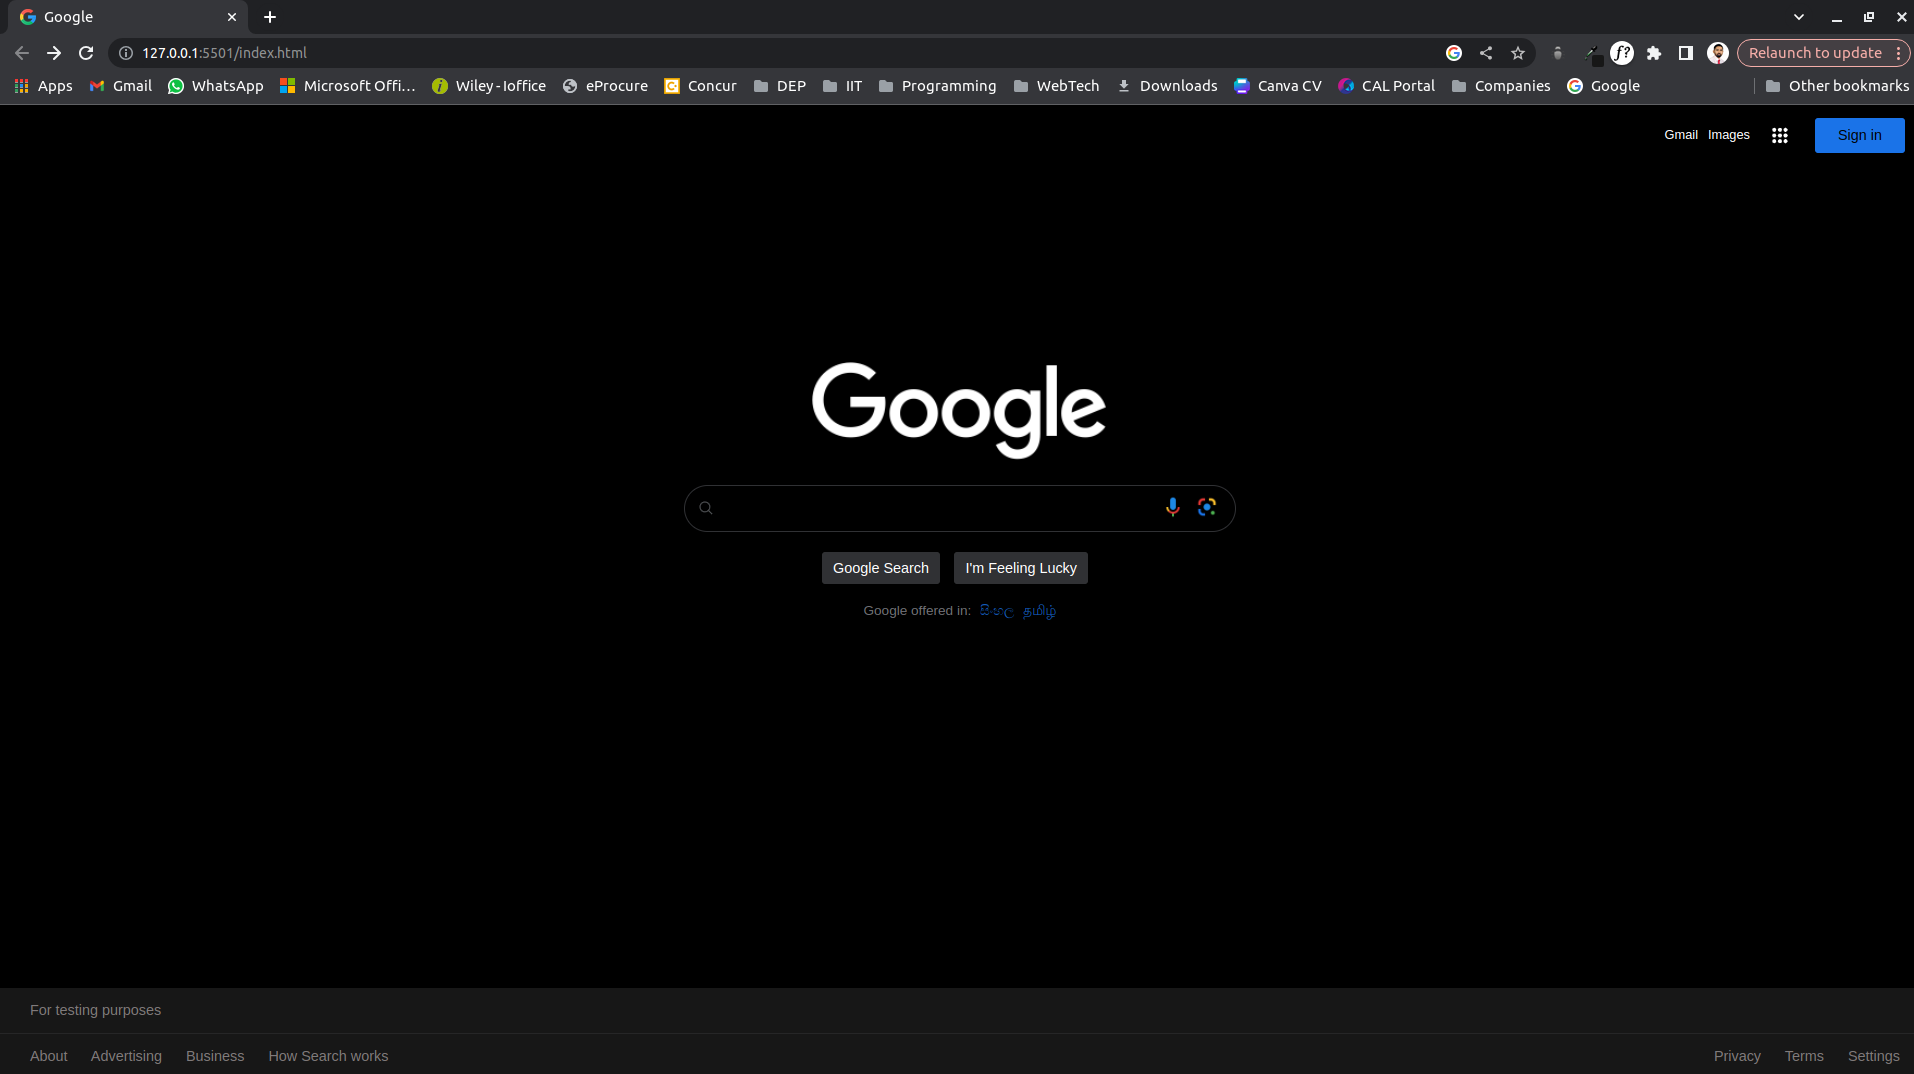 Google
127.0.0.1:5501/index.html
Relaunch to update
Apps Gmail WhatsApp Microsoft Offi… Wiley-Ioffice eProcure Concur DEP IIT Programming WebTech Downloads Canva CV CAL Portal Companies Google Other bookmarks
Gmail Images Sign in
Google
Google Search I'm Feeling Lucky
Google offered in: සිංහල தமிழ்
For testing purposes
About Advertising Business How Search works Privacy Terms Settings